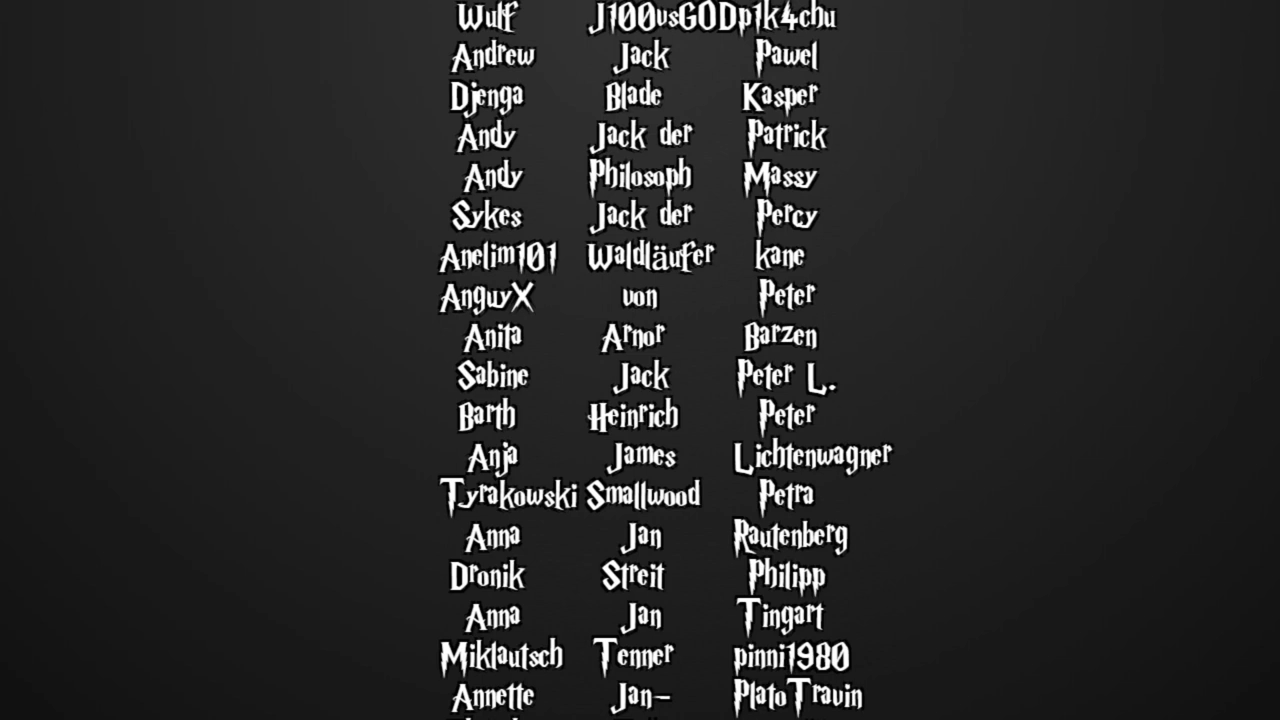 Wulf J100vsGODp1k4chu
Andrew Jack Pawel
Djenga Blade Kasper
Andy Jack der Patrick
Andy Philosoph Massy
Sykes Jack der Percy
Anelim101 Waldläufer kane
AnguyX von Peter
Anita Arnor Barzen
Sabine Jack Peter L.
Barth Heinrich Peter
Anja James Lichtenwagner
Tyrakowski Smallwood Petra
Anna Jan Rautenberg
Dronik Streit Philipp
Anna Jan Tingart
Miklautsch Tenner pinni1980
Annette Jan- PlatoTravin